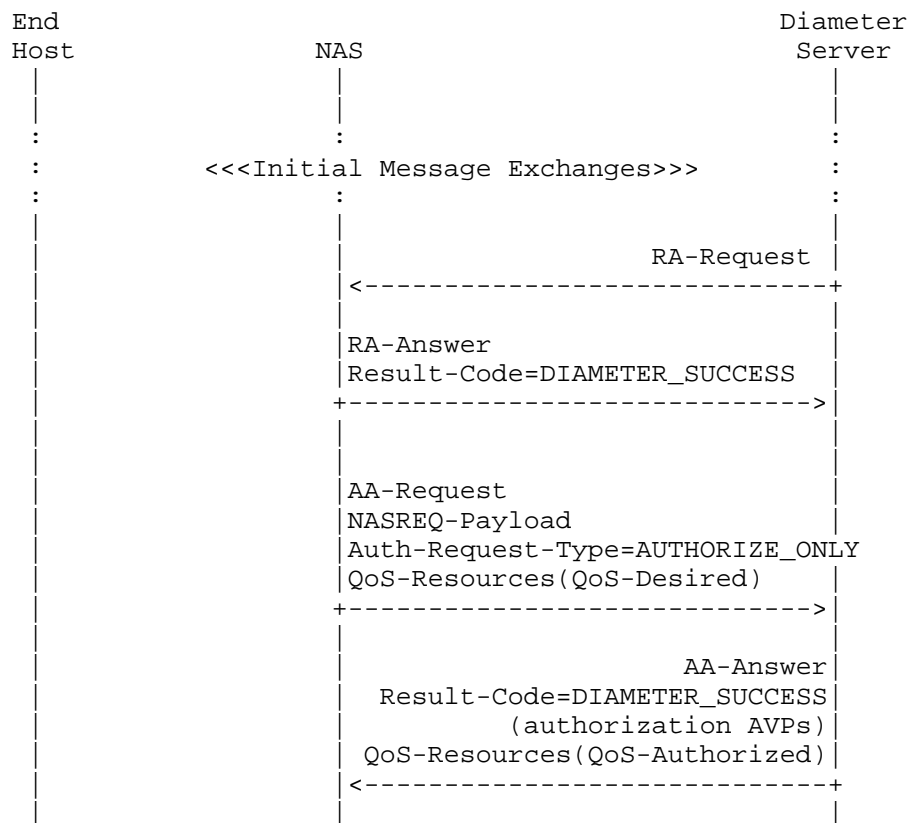 End Diameter
Host NAS Server
<<<Initial Message Exchanges>>>
RA-Request
RA-Answer
Result-Code=DIAMETER_SUCCESS
AA-Request
NASREQ-Payload
Auth-Request-Type=AUTHORIZE_ONLY
QoS-Resources(QoS-Desired)
AA-Answer
Result-Code=DIAMETER_SUCCESS
(authorization AVPs)
QoS-Resources(QoS-Authorized)